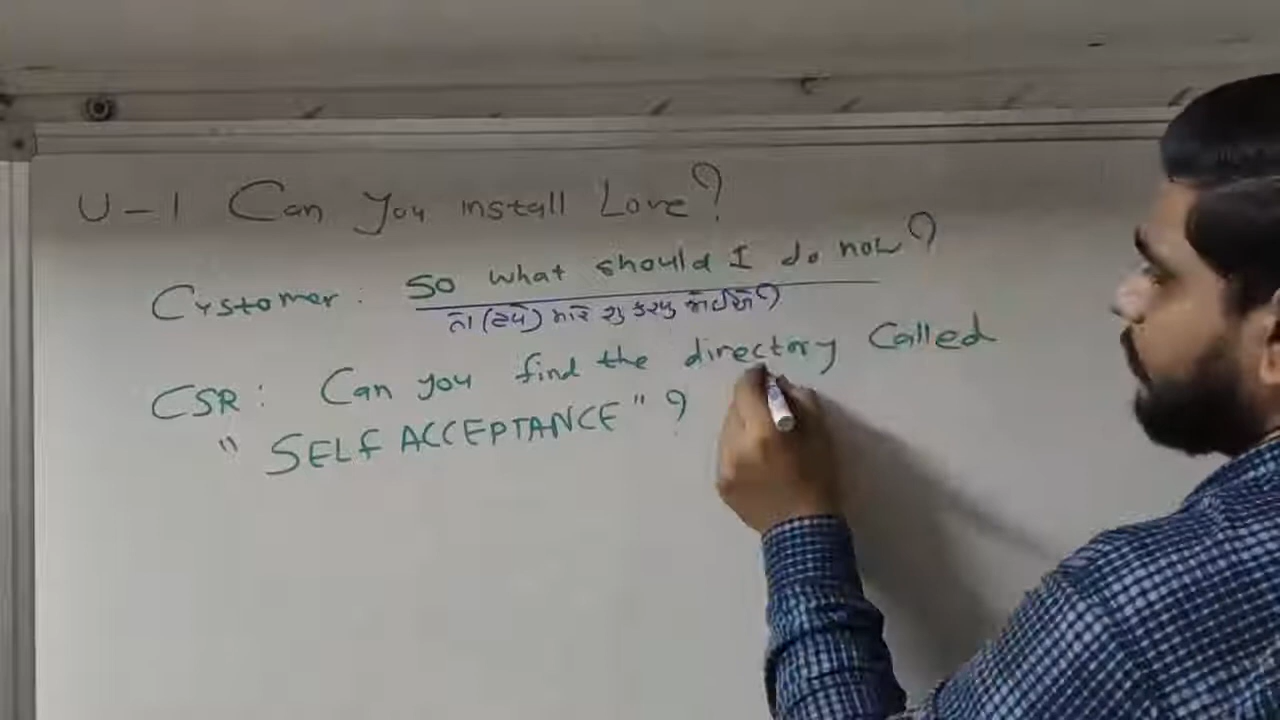 U-1 Can You install Love?
Customer: So what should I do now?
તો (હવે) મારે શુ કરવુ જોઈએ?
CSR: Can you find the directory Called
"SELF ACCEPTANCE"?